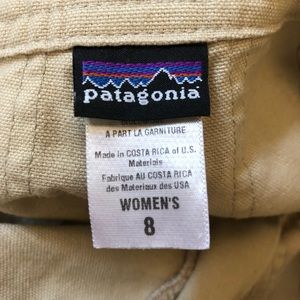 patagonia
A PART LA GARNITURE
Made in COSTA RICA of U.S.
Materials
Fabrique AU COSTA RICA
des Materiaux des USA
WOMEN'S
8